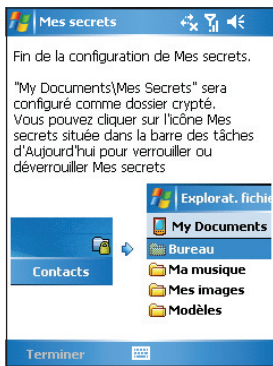 Mes secrets
Fin de la configuration de Mes secrets.
"My Documents\Mes Secrets" sera
configuré comme dossier crypté.
Vous pouvez cliquer sur l'icône Mes
secrets située dans la barre des tâches
d'Aujourd'hui pour verrouiller ou
déverrouiller Mes secrets
Explorat. fichie
My Documents
Bureau
Contacts
Ma musique
Mes images
Modèles
Terminer